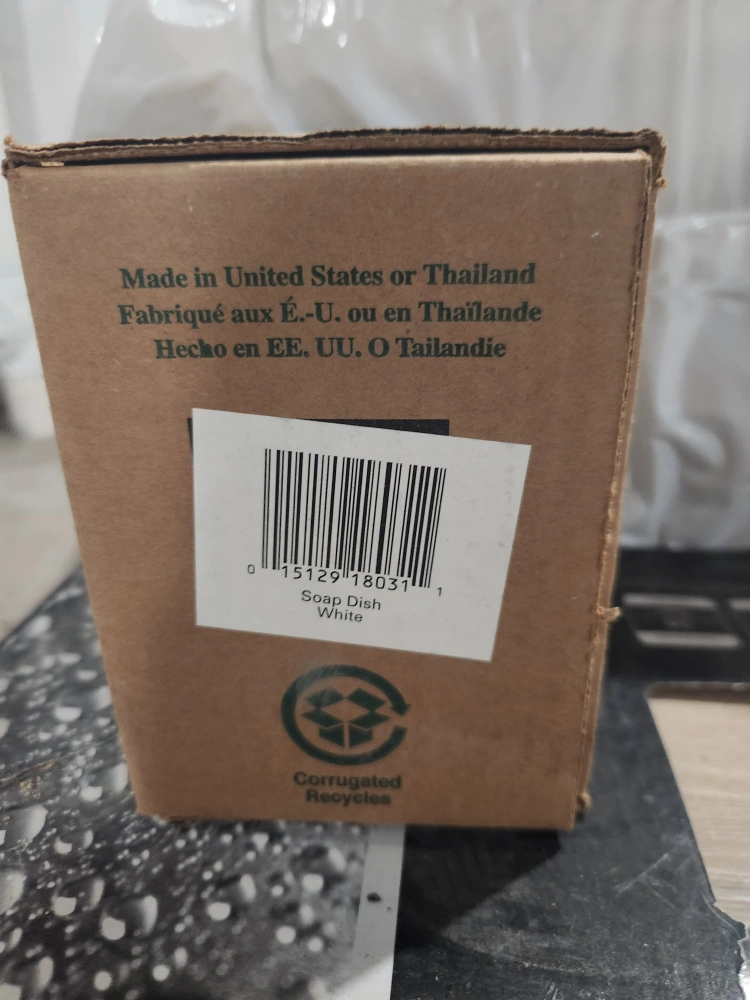 Made in United States or Thailand
Fabriqué aux É.-U. ou en Thaïlande
Hecho en EE. UU. O Tailandie
0 15129 18031 1
Soap Dish
White
Corrugated
Recycles